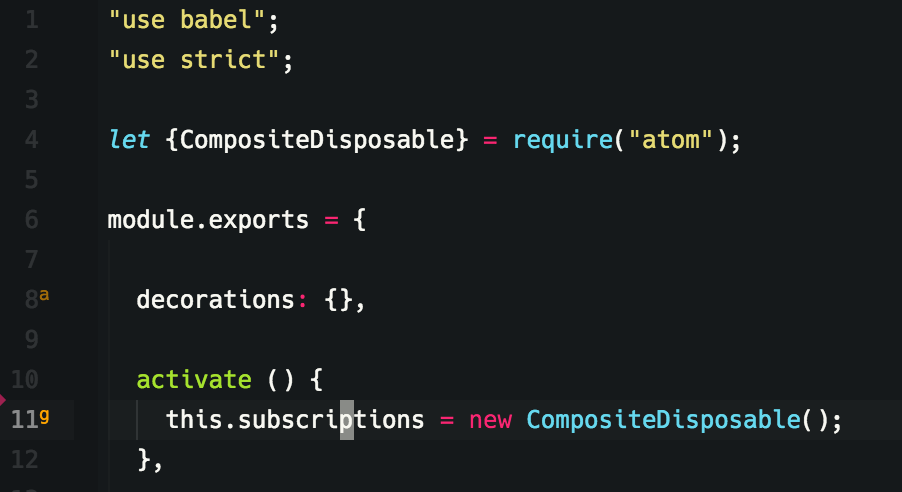 1 "use babel";
2 "use strict";
3
4 let {CompositeDisposable} = require("atom");
5
6 module.exports = {
7
8a decorations: {},
9
10 activate () {
11g this.subscriptions = new CompositeDisposable();
12 },